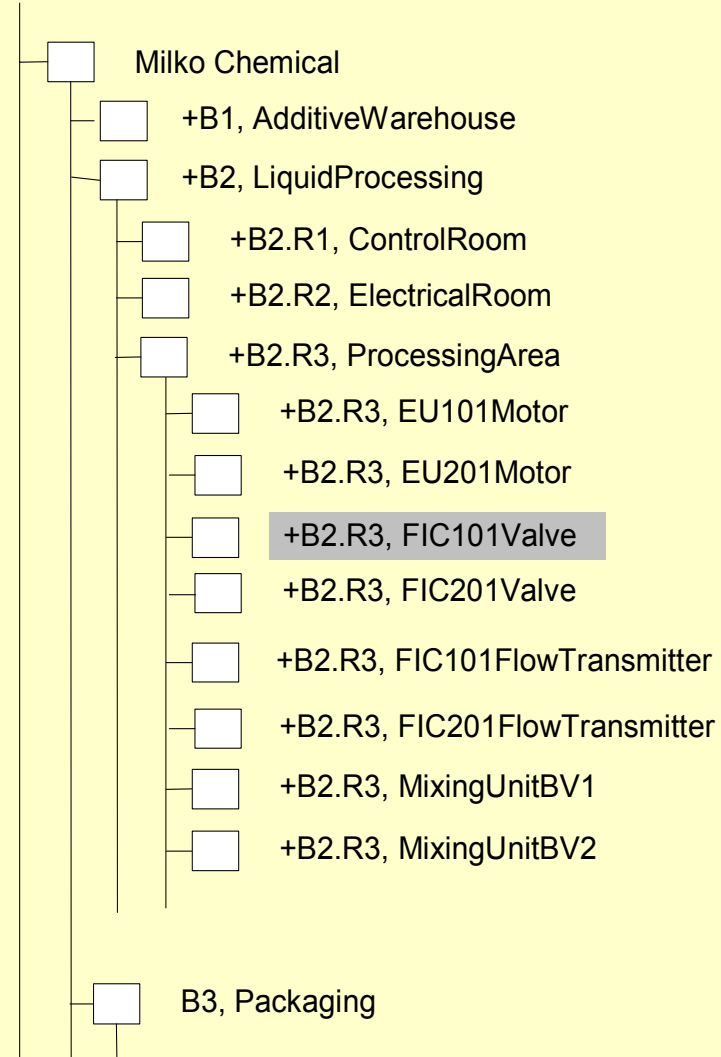 Milko Chemical
+B1, AdditiveWarehouse
+B2, LiquidProcessing
+B2.R1, ControlRoom
+B2.R2, ElectricalRoom
+B2.R3, ProcessingArea
+B2.R3, EU101Motor
+B2.R3, EU201Motor
+B2.R3, FIC101Valve
+B2.R3, FIC201Valve
+B2.R3, FIC101FlowTransmitter
+B2.R3, FIC201FlowTransmitter
+B2.R3, MixingUnitBV1
+B2.R3, MixingUnitBV2
B3, Packaging